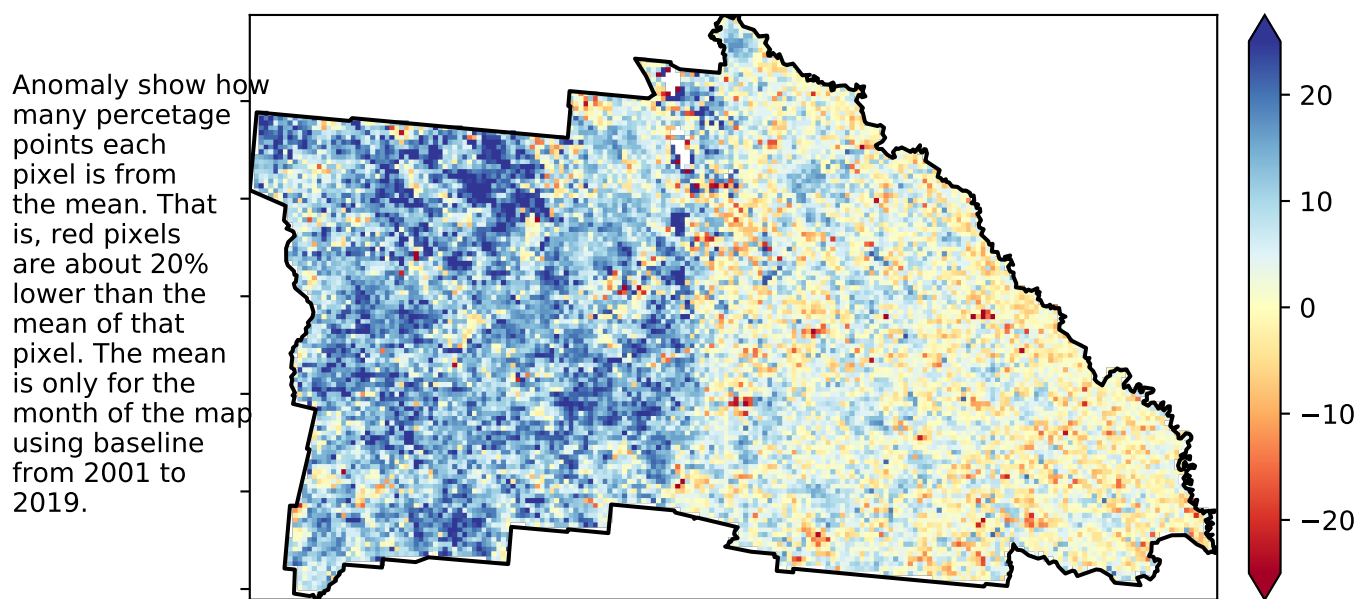 Anomaly show how
many percetage
points each
pixel is from
the mean. That
is, red pixels
are about 20%
lower than the
mean of that
pixel. The mean
is only for the
month of the map
using baseline
from 2001 to
2019.
20
10
0
−10
−20